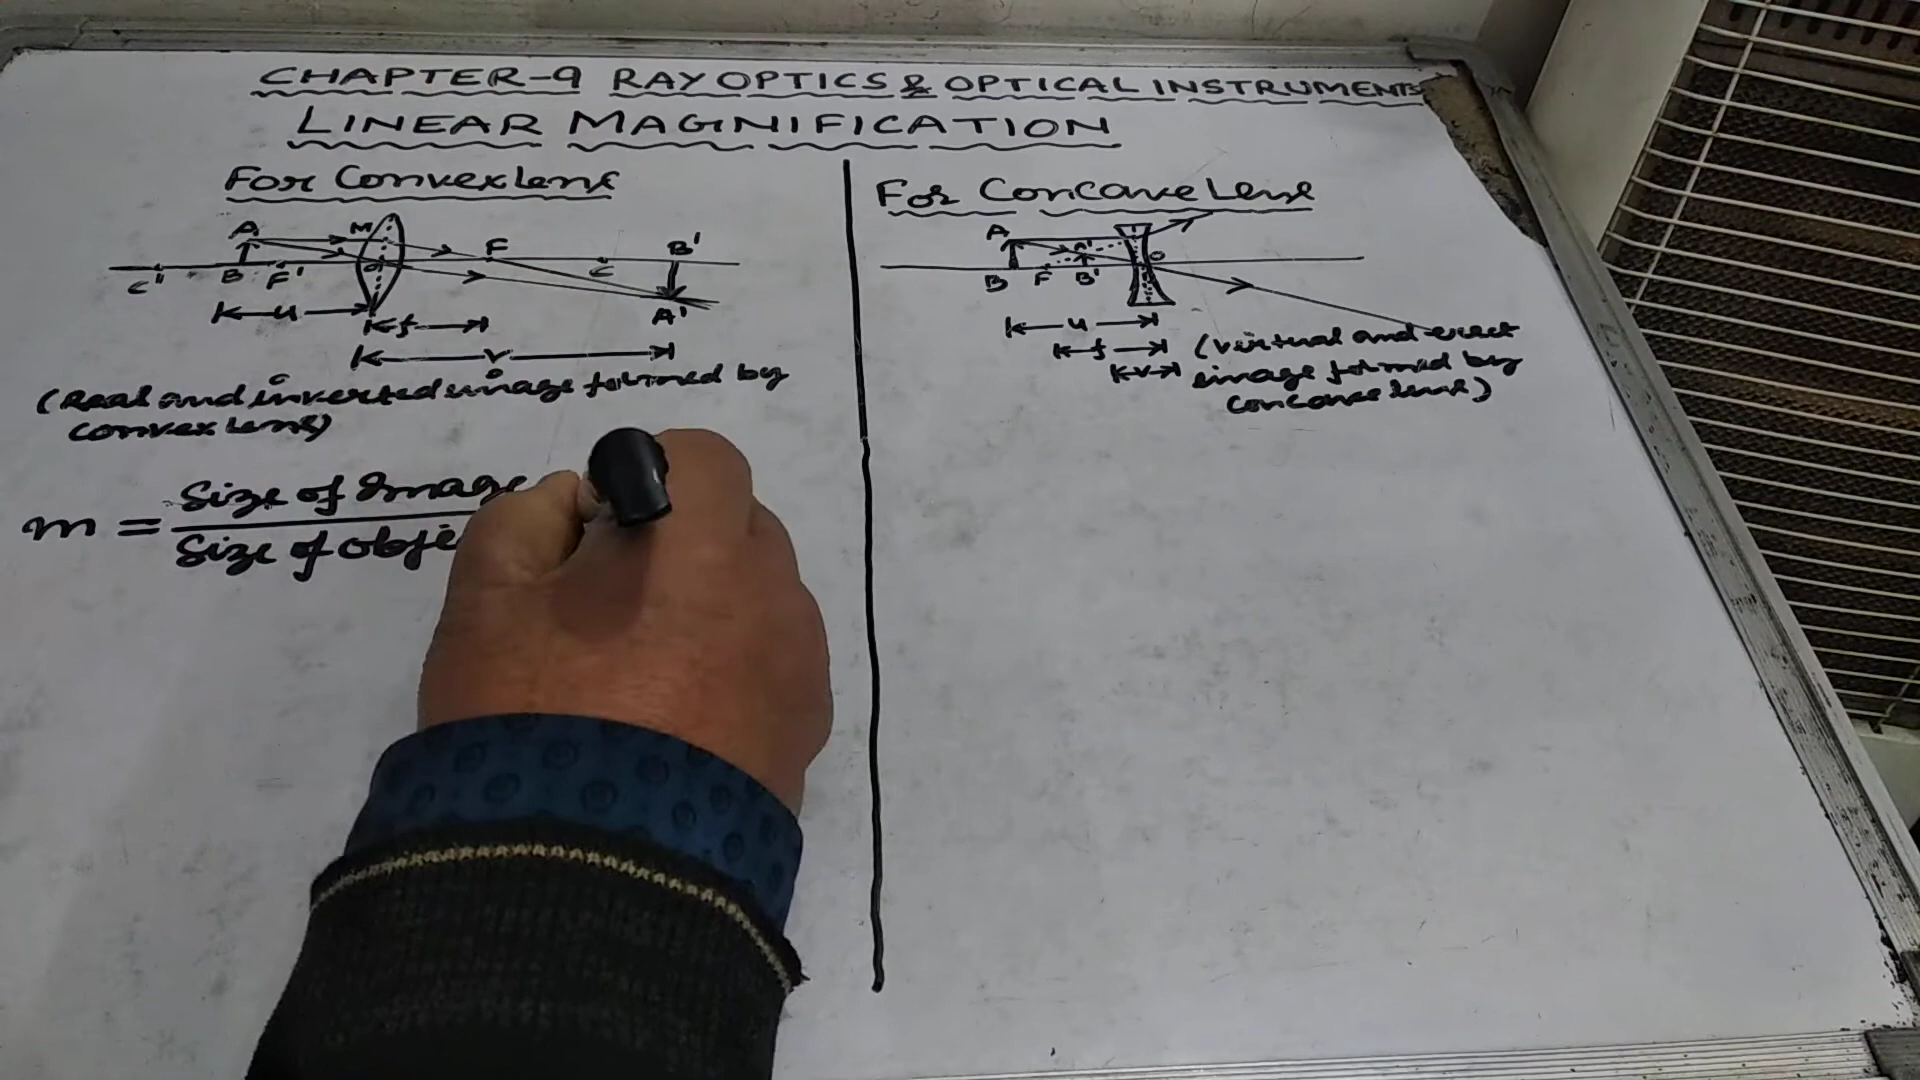 CHAPTER-9 RAY OPTICS & OPTICAL INSTRUMENTS
LINEAR MAGNIFICATION
For Convex Lens
A M F B'
C' B F' O C A'
u
f
v
(Real and inverted image formed by
convex lens)
m = Size of Image
Size of obje
For Concave Lens
A A' O
B F B'
u
f
v
(virtual and erect
image formed by
concave lens)